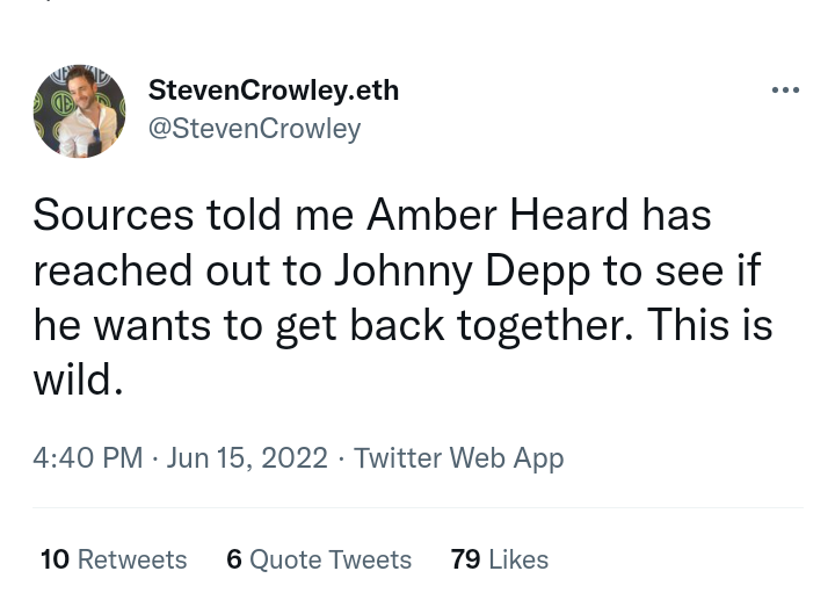 StevenCrowley.eth
@StevenCrowley
Sources told me Amber Heard has
reached out to Johnny Depp to see if
he wants to get back together. This is
wild.
4:40 PM · Jun 15, 2022 · Twitter Web App
10 Retweets 6 Quote Tweets 79 Likes